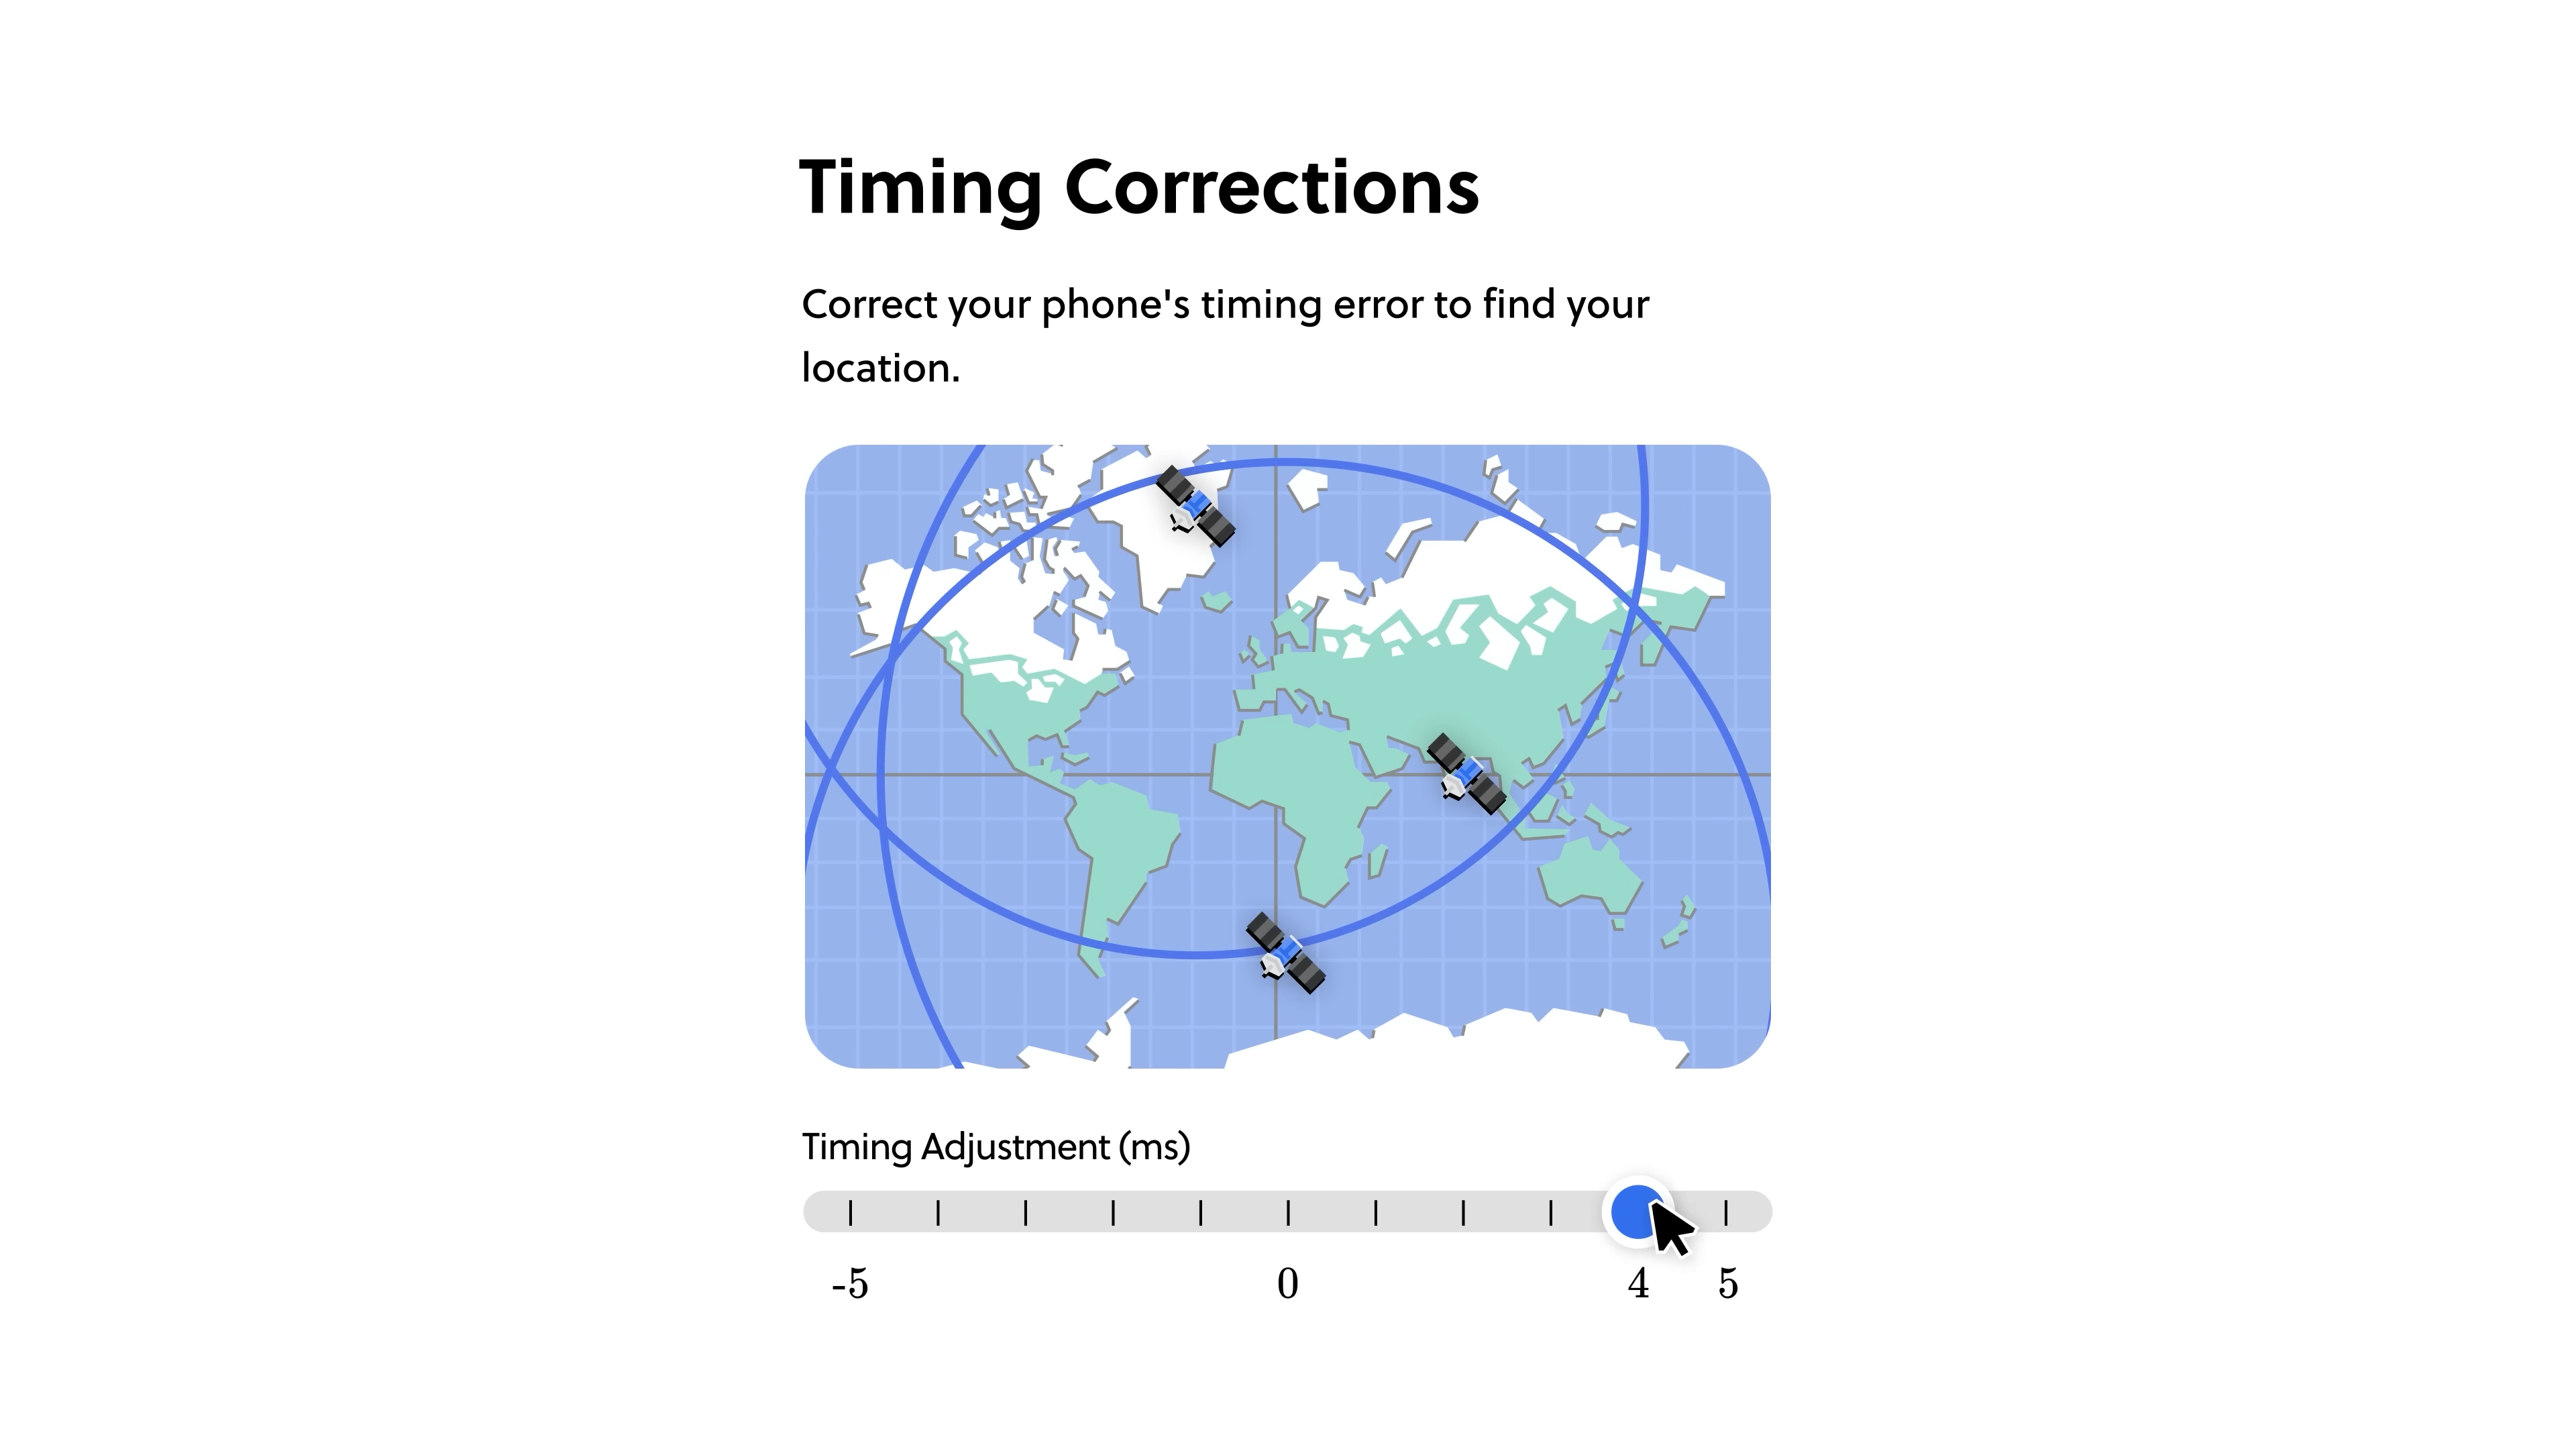 Timing Corrections
Correct your phone's timing error to find your
location.
Timing Adjustment (ms)
-5 0 4 5